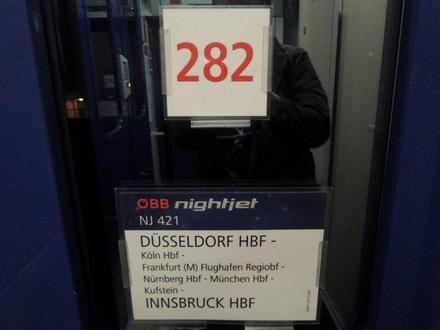 282
ÖBB nightjet
NJ 421
DÜSSELDORF HBF -
Köln Hbf -
Frankfurt (M) Flughafen Regiobf -
Nürnberg Hbf - München Hbf -
Kufstein -
INNSBRUCK HBF